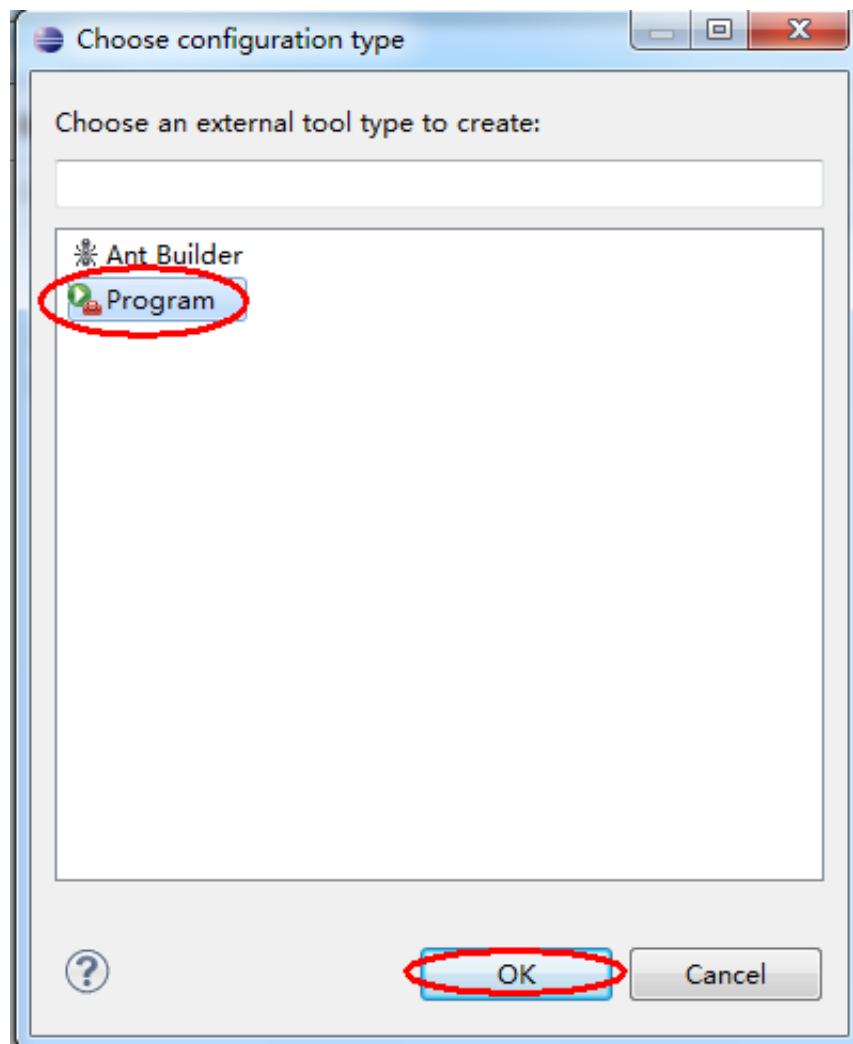 Choose configuration type
Choose an external tool type to create:
Ant Builder
Program
?
OK
Cancel